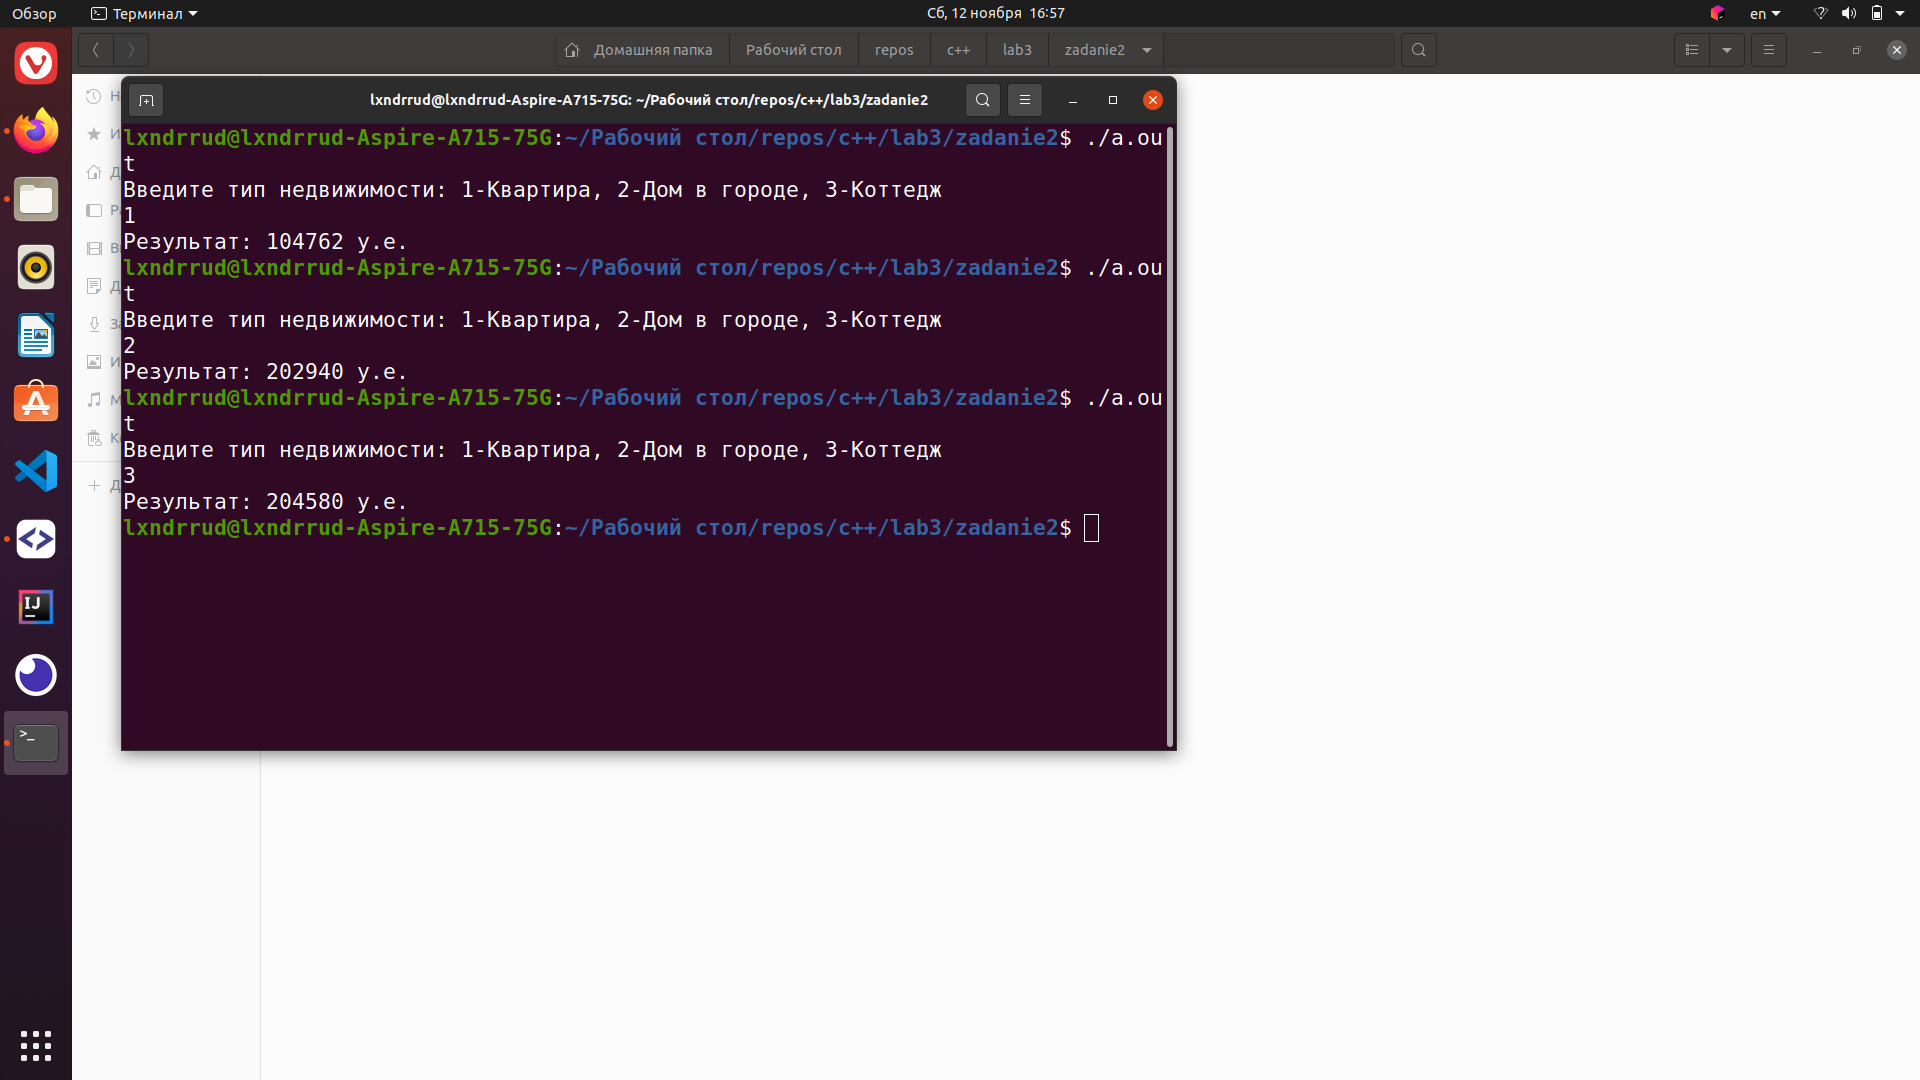 Обзор
Терминал
Сб, 12 ноября 16:57
en
Домашняя папка
Рабочий стол
repos
c++
lab3
zadanie2
lxndrrud@lxndrrud-Aspire-A715-75G: ~/Рабочий стол/repos/c++/lab3/zadanie2
lxndrrud@lxndrrud-Aspire-A715-75G:~/Рабочий стол/repos/c++/lab3/zadanie2$ ./a.ou
t
Введите тип недвижимости: 1-Квартира, 2-Дом в городе, 3-Коттедж
1
Результат: 104762 у.е.
lxndrrud@lxndrrud-Aspire-A715-75G:~/Рабочий стол/repos/c++/lab3/zadanie2$ ./a.ou
t
Введите тип недвижимости: 1-Квартира, 2-Дом в городе, 3-Коттедж
2
Результат: 202940 у.е.
lxndrrud@lxndrrud-Aspire-A715-75G:~/Рабочий стол/repos/c++/lab3/zadanie2$ ./a.ou
t
Введите тип недвижимости: 1-Квартира, 2-Дом в городе, 3-Коттедж
3
Результат: 204580 у.е.
lxndrrud@lxndrrud-Aspire-A715-75G:~/Рабочий стол/repos/c++/lab3/zadanie2$
IJ